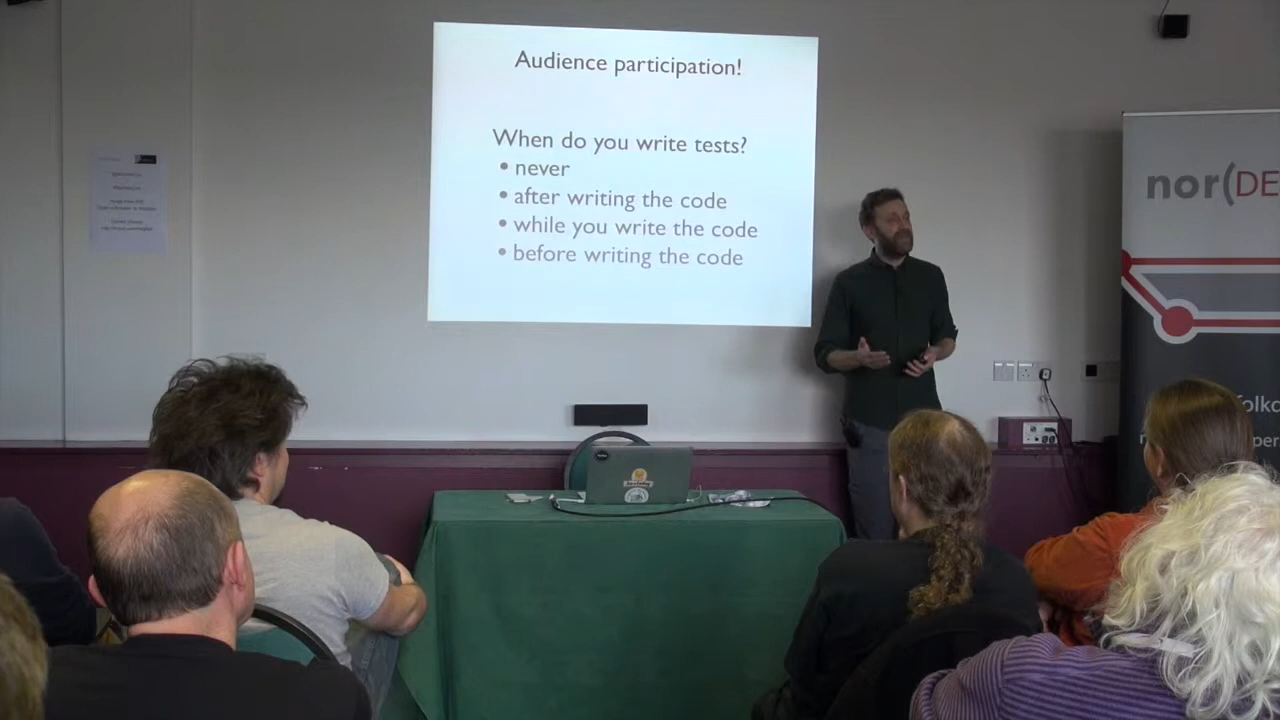 Audience participation!
When do you write tests?
• never
• after writing the code
• while you write the code
• before writing the code
nor(DE